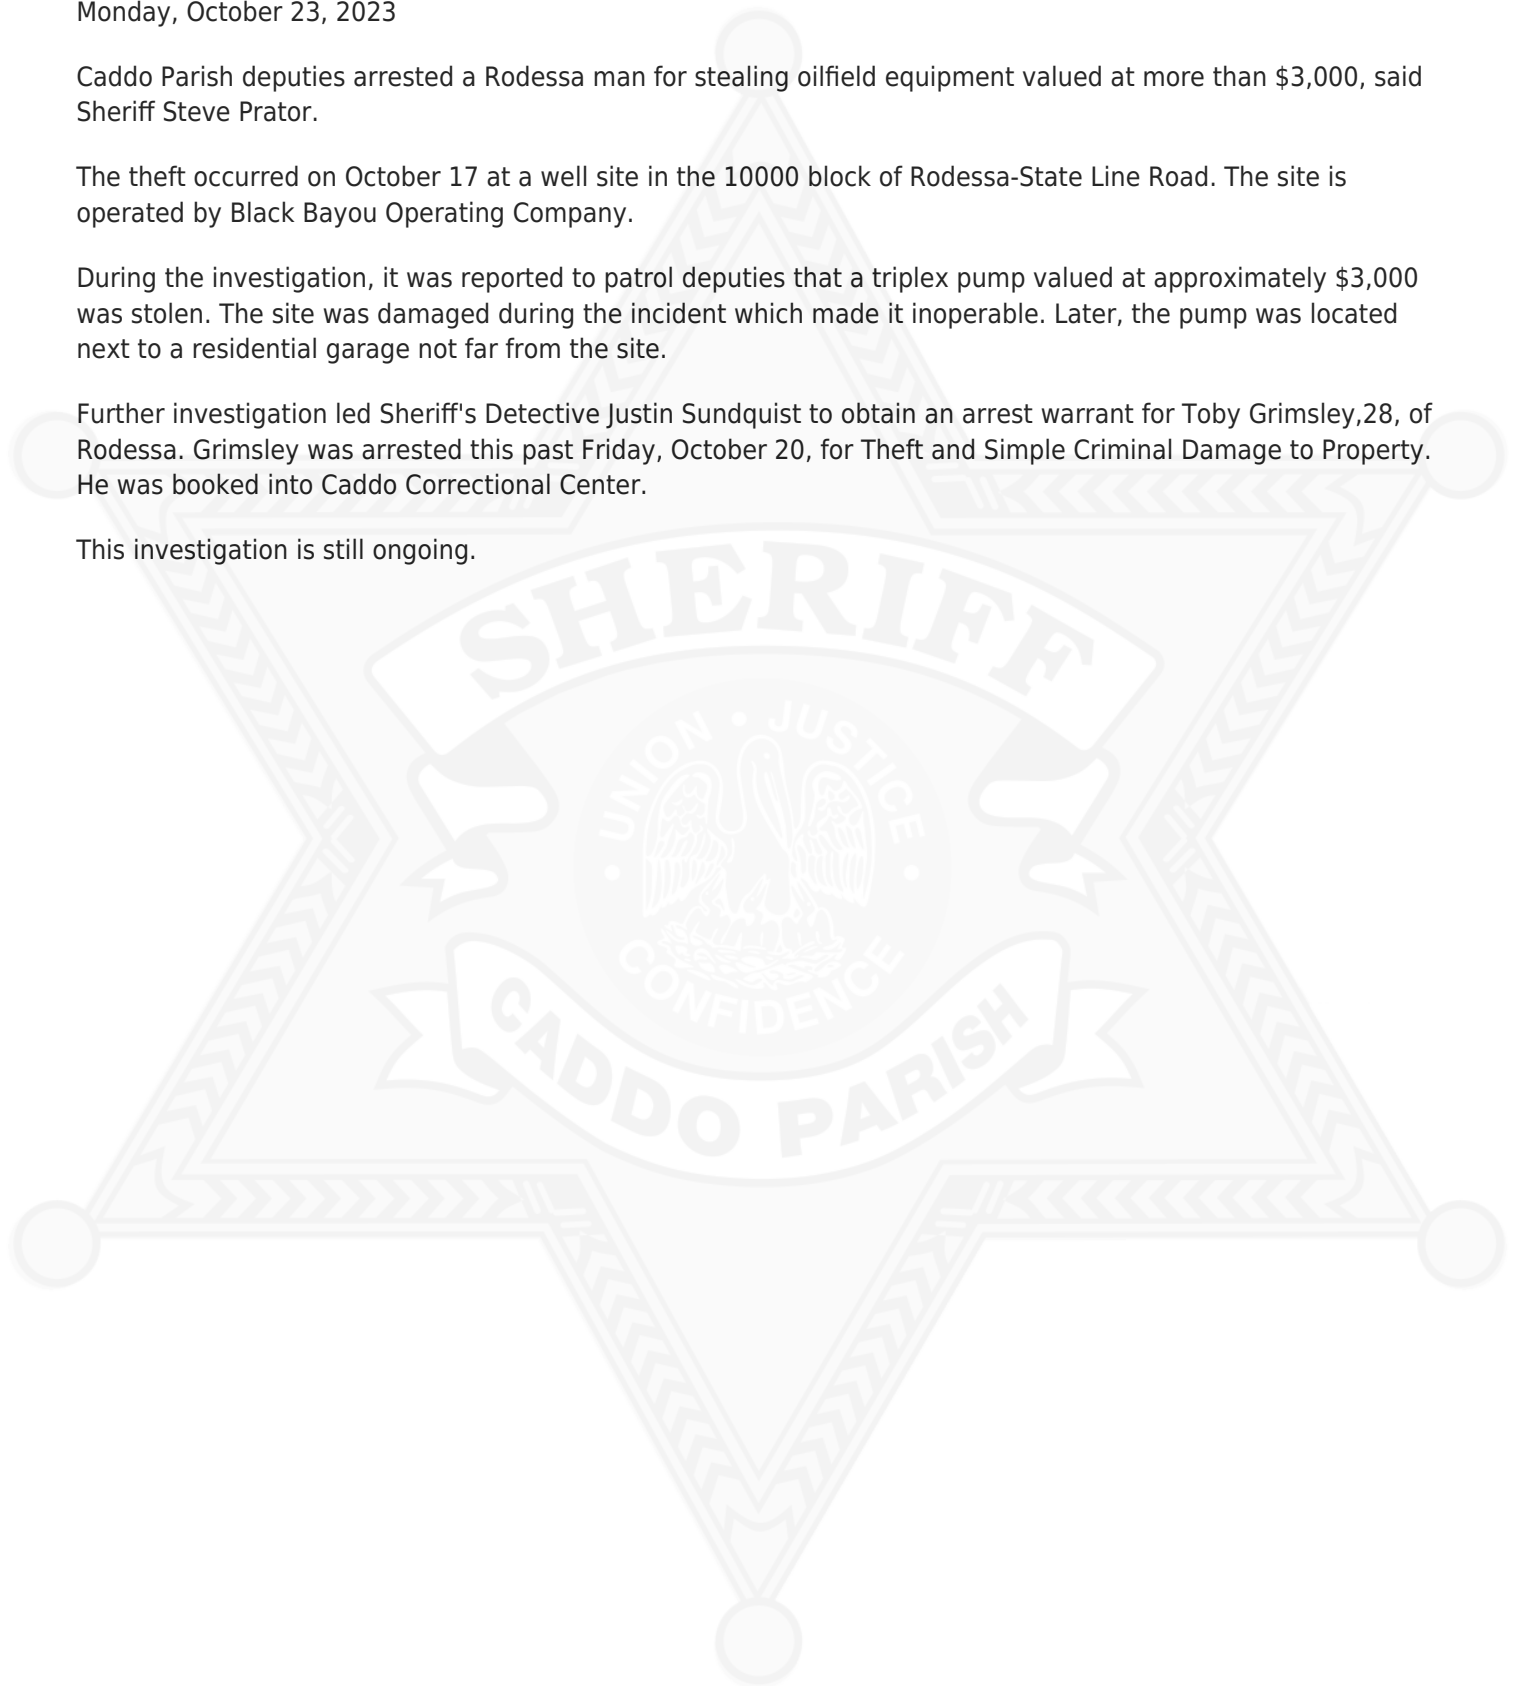 Monday, October 23, 2023
Caddo Parish deputies arrested a Rodessa man for stealing oilfield equipment valued at more than $3,000, said
Sheriff Steve Prator.
The theft occurred on October 17 at a well site in the 10000 block of Rodessa-State Line Road. The site is
operated by Black Bayou Operating Company.
During the investigation, it was reported to patrol deputies that a triplex pump valued at approximately $3,000
was stolen. The site was damaged during the incident which made it inoperable. Later, the pump was located
next to a residential garage not far from the site.
Further investigation led Sheriff's Detective Justin Sundquist to obtain an arrest warrant for Toby Grimsley,28, of
Rodessa. Grimsley was arrested this past Friday, October 20, for Theft and Simple Criminal Damage to Property.
He was booked into Caddo Correctional Center.
This investigation is still ongoing.
SHERIFF
UNION • JUSTICE
• CONFIDENCE •
CADDO PARISH